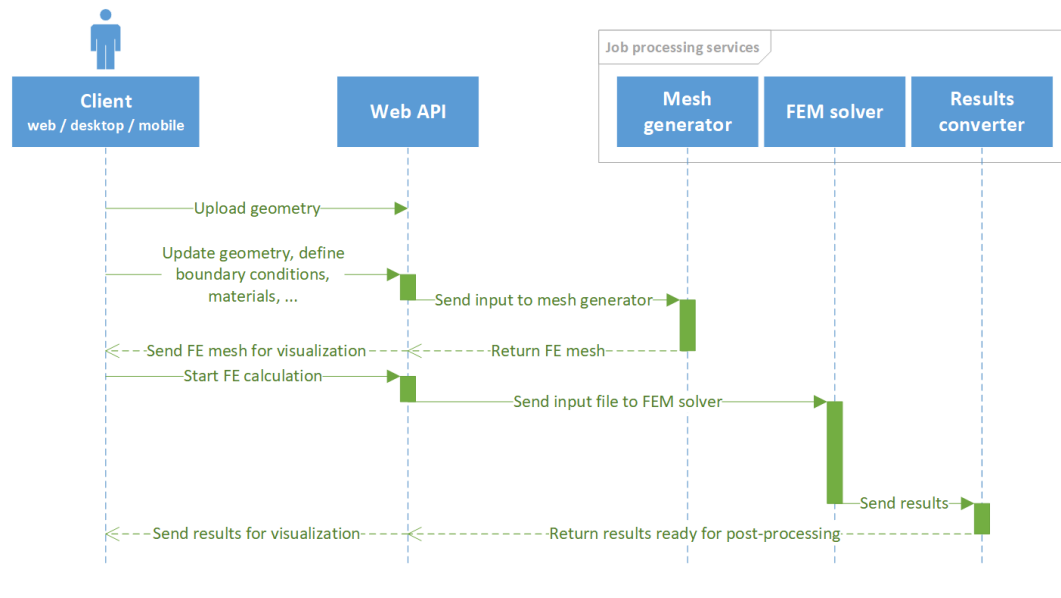 Job processing services
Client
web / desktop / mobile
Web API
Mesh
generator
FEM solver
Results
converter
Upload geometry
Update geometry, define
boundary conditions,
materials, ...
Send input to mesh generator
Send FE mesh for visualization
Return FE mesh
Start FE calculation
Send input file to FEM solver
Send results
Send results for visualization
Return results ready for post-processing